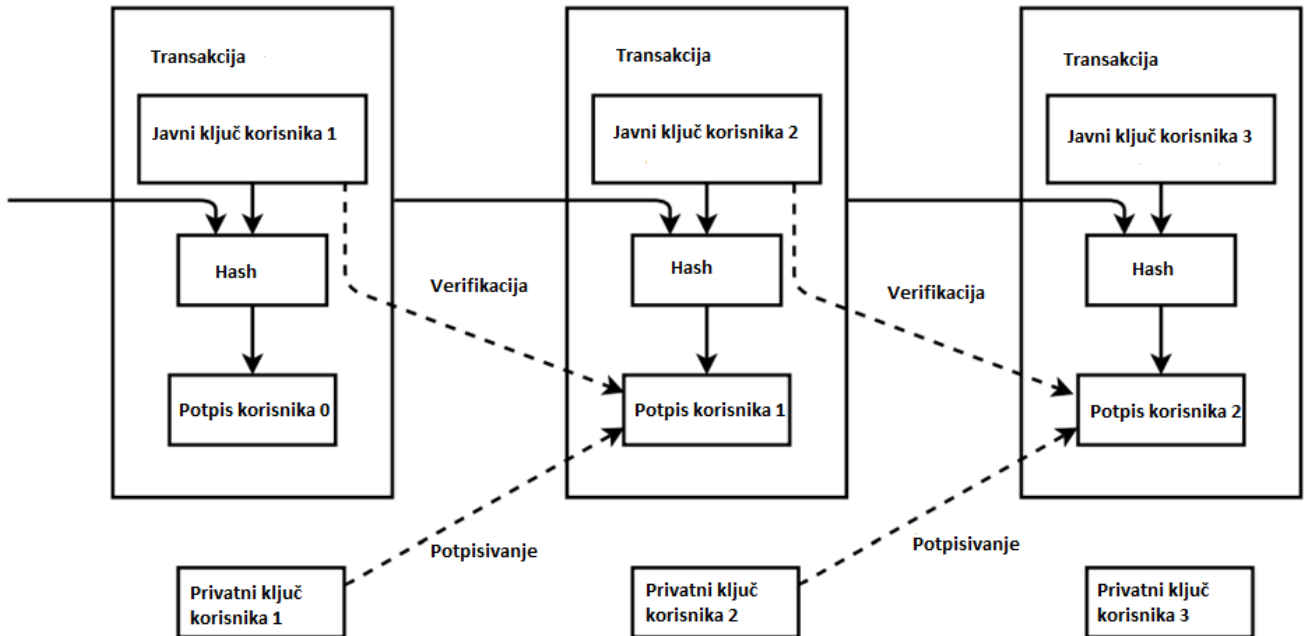 Transakcija
Javni ključ korisnika 1
Hash
Potpis korisnika 0
Verifikacija
Transakcija
Javni ključ korisnika 2
Hash
Potpis korisnika 1
Verifikacija
Transakcija
Javni ključ korisnika 3
Hash
Potpis korisnika 2
Potpisivanje
Potpisivanje
Privatni ključ
korisnika 1
Privatni ključ
korisnika 2
Privatni ključ
korisnika 3